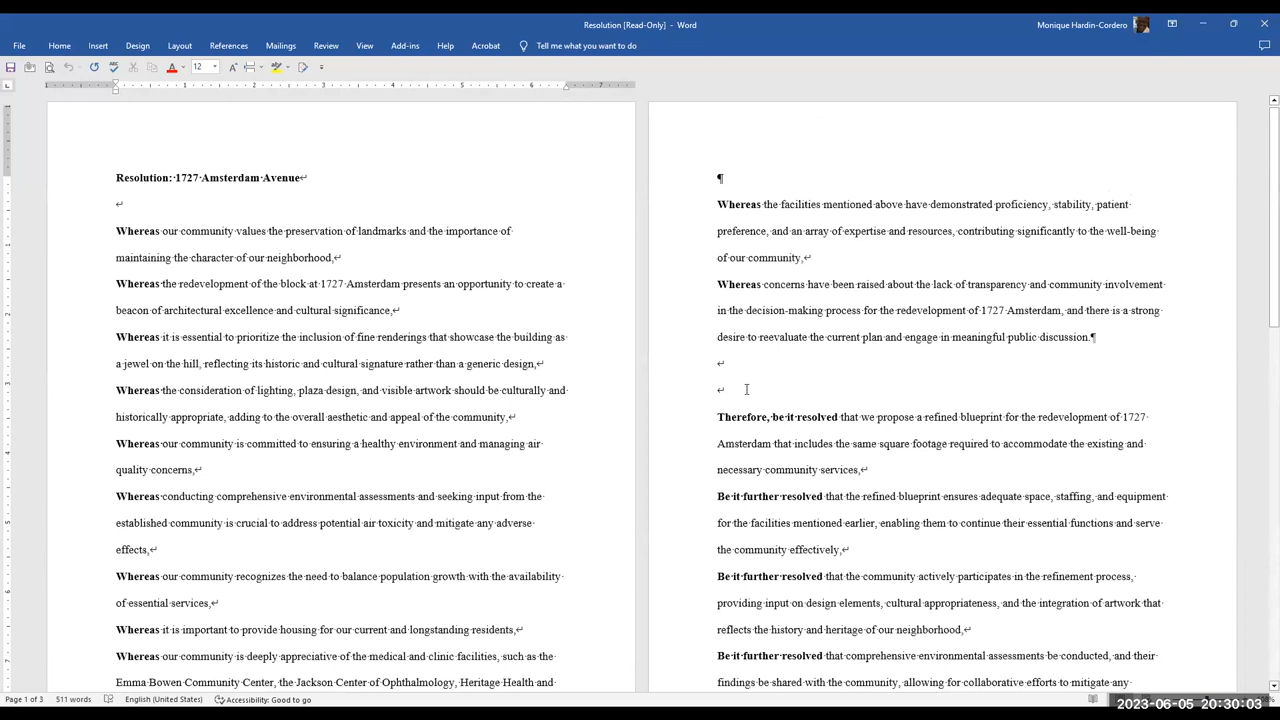 Resolution [Read-Only] - Word
Monique Hardin-Cordero
File Home Insert Design Layout References Mailings Review View Add-ins Help Acrobat Tell me what you want to do
12
Resolution: 1727 Amsterdam Avenue
Whereas our community values the preservation of landmarks and the importance of
maintaining the character of our neighborhood,
Whereas the redevelopment of the block at 1727 Amsterdam presents an opportunity to create a
beacon of architectural excellence and cultural significance,
Whereas it is essential to prioritize the inclusion of fine renderings that showcase the building as
a jewel on the hill, reflecting its historic and cultural signature rather than a generic design,
Whereas the consideration of lighting, plaza design, and visible artwork should be culturally and
historically appropriate, adding to the overall aesthetic and appeal of the community,
Whereas our community is committed to ensuring a healthy environment and managing air
quality concerns,
Whereas conducting comprehensive environmental assessments and seeking input from the
established community is crucial to address potential air toxicity and mitigate any adverse
effects,
Whereas our community recognizes the need to balance population growth with the availability
of essential services,
Whereas it is important to provide housing for our current and longstanding residents,
Whereas our community is deeply appreciative of the medical and clinic facilities, such as the
Emma Bowen Community Center, the Jackson Center of Ophthalmology, Heritage Health and
¶
Whereas the facilities mentioned above have demonstrated proficiency, stability, patient
preference, and an array of expertise and resources, contributing significantly to the well-being
of our community,
Whereas concerns have been raised about the lack of transparency and community involvement
in the decision-making process for the redevelopment of 1727 Amsterdam, and there is a strong
desire to reevaluate the current plan and engage in meaningful public discussion.¶
Therefore, be it resolved that we propose a refined blueprint for the redevelopment of 1727
Amsterdam that includes the same square footage required to accommodate the existing and
necessary community services,
Be it further resolved that the refined blueprint ensures adequate space, staffing, and equipment
for the facilities mentioned earlier, enabling them to continue their essential functions and serve
the community effectively,
Be it further resolved that the community actively participates in the refinement process,
providing input on design elements, cultural appropriateness, and the integration of artwork that
reflects the history and heritage of our neighborhood,
Be it further resolved that comprehensive environmental assessments be conducted, and their
findings be shared with the community, allowing for collaborative efforts to mitigate any
Page 1 of 3 511 words English (United States) Accessibility: Good to go
2023-06-05 20:30:03